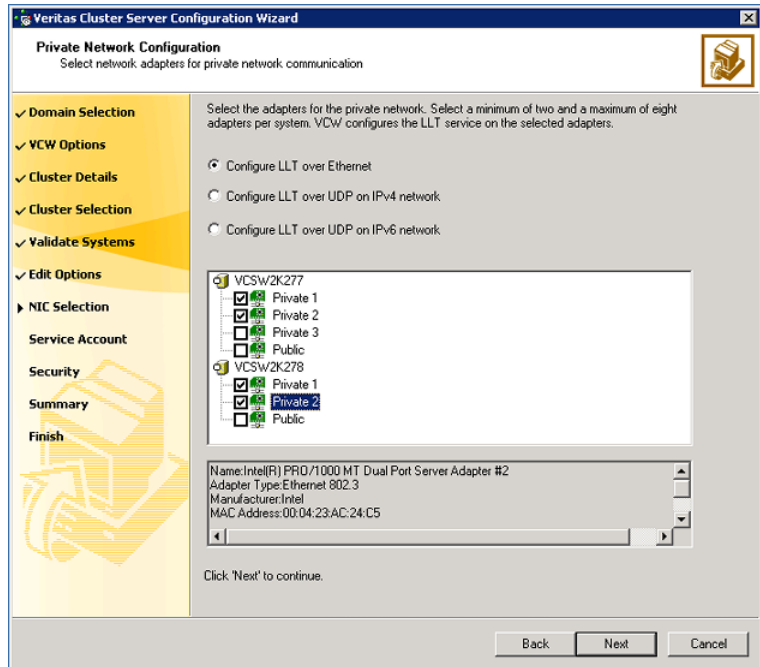 Veritas Cluster Server Configuration Wizard
Private Network Configuration
Select network adapters for private network communication
Domain Selection
VCW Options
Cluster Details
Cluster Selection
Validate Systems
Edit Options
NIC Selection
Service Account
Security
Summary
Finish
Select the adapters for the private network. Select a minimum of two and a maximum of eight
adapters per system. VCW configures the LLT service on the selected adapters.
Configure LLT over Ethernet
Configure LLT over UDP on IPv4 network
Configure LLT over UDP on IPv6 network
VCSW2K277
Private 1
Private 2
Private 3
Public
VCSW2K278
Private 1
Private 2
Public
Name:Intel(R) PRO/1000 MT Dual Port Server Adapter #2
Adapter Type:Ethernet 802.3
Manufacturer:Intel
MAC Address:00:04:23:AC:24:C5
Click 'Next' to continue.
Back
Next
Cancel